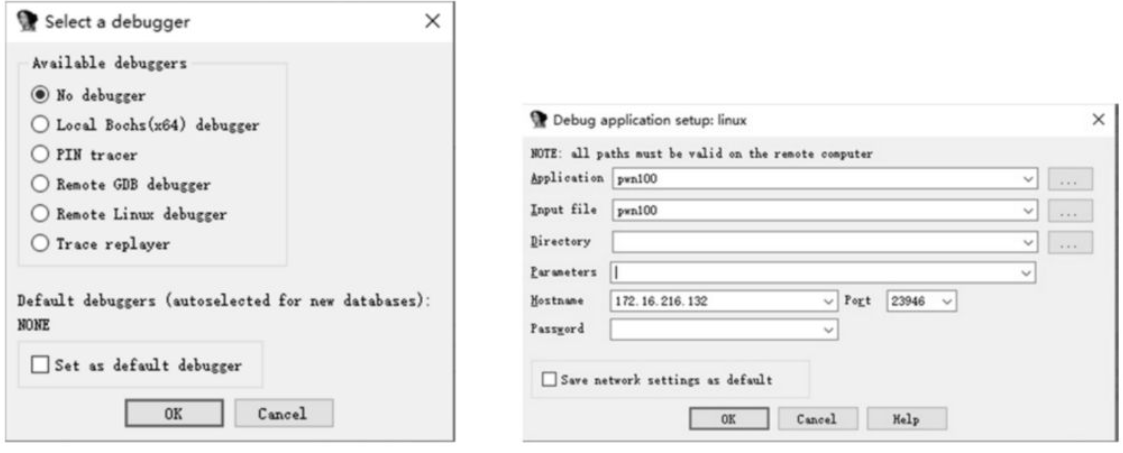 Select a debugger
Available debuggers
No debugger
Local Bochs(x64) debugger
PIN tracer
Remote GDB debugger
Remote Linux debugger
Trace replayer
Default debuggers (autoselected for new databases):
NONE
Set as default debugger
OK Cancel
Debug application setup: linux
NOTE: all paths must be valid on the remote computer
Application pwn100 ...
Input file pwn100 ...
Directory ...
Parameters
Hostname 172.16.216.132 Port 23946
Password
Save network settings as default
OK Cancel Help